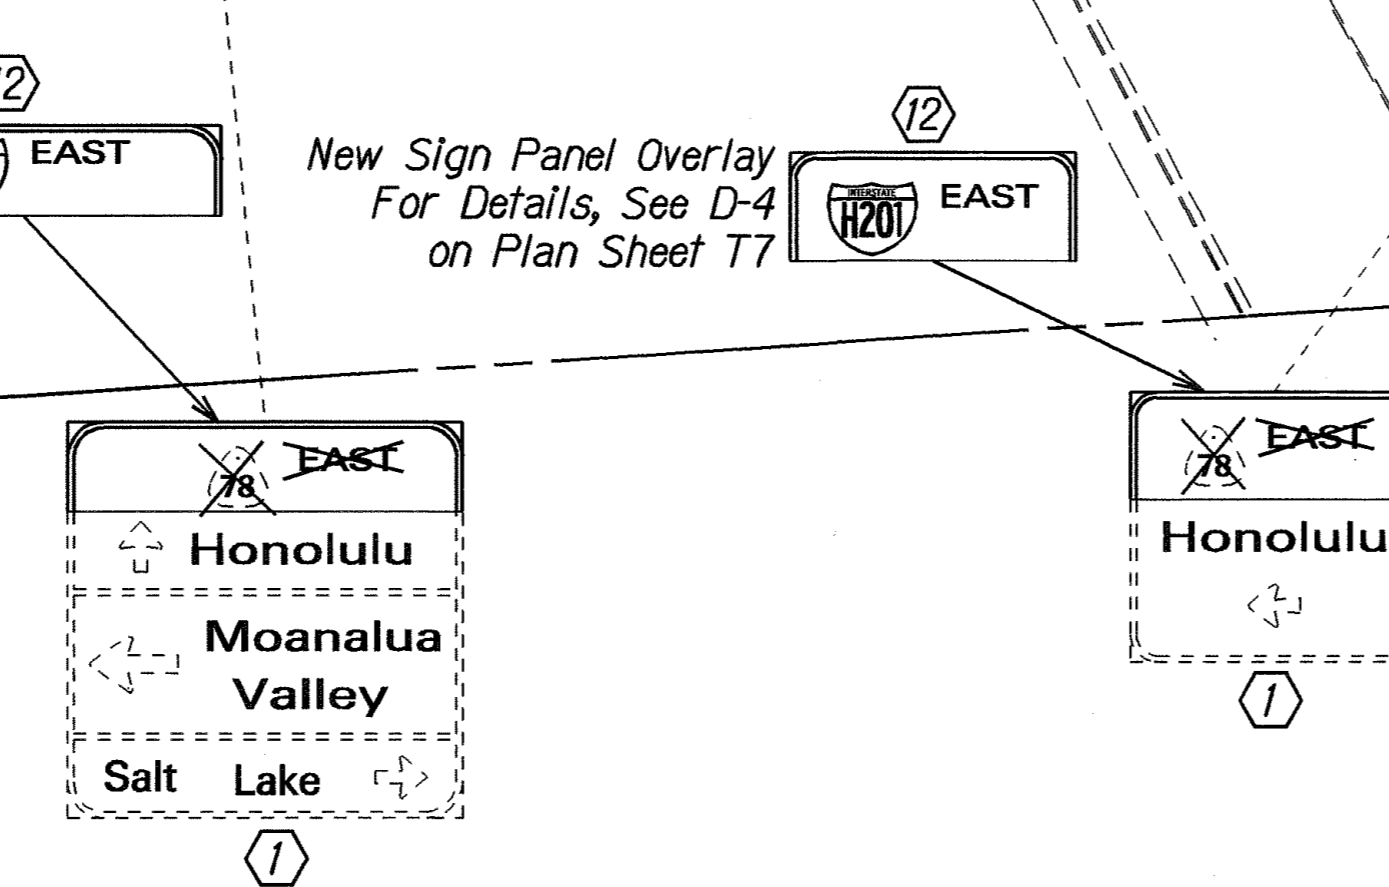 12
EAST
New Sign Panel Overlay
For Details, See D-4
on Plan Sheet T7
12
INTERSTATE
H201
EAST
78
EAST
Honolulu
Moanalua
Valley
Salt Lake
1
78
EAST
Honolulu
1